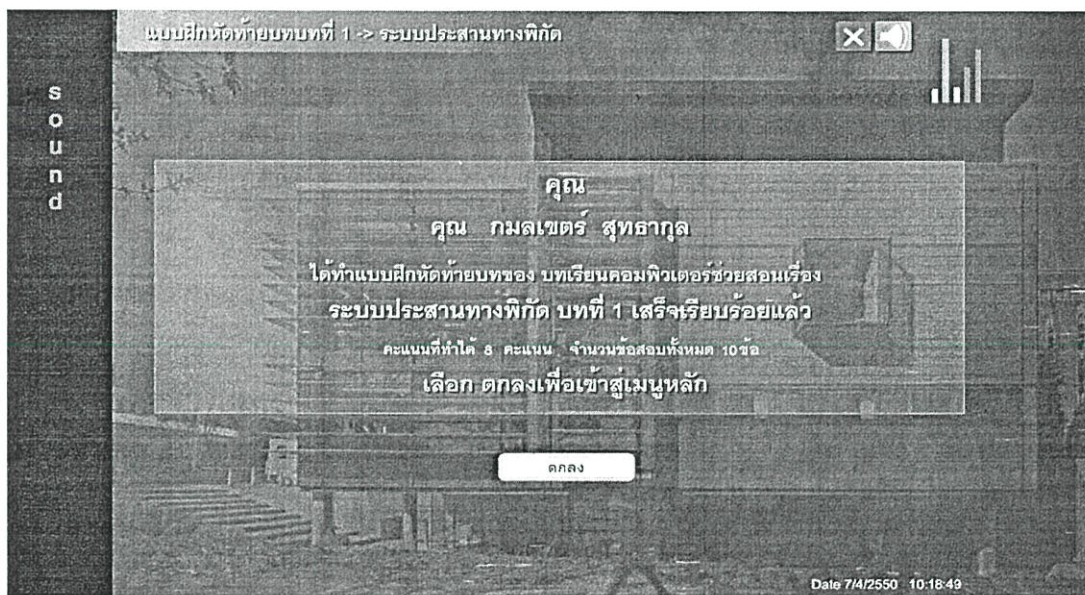 แบบฝึกหัดท้ายบทบทที่ 1 -> ระบบประสานทางพิกัด
sound
คุณ
คุณ กมลเขตร์ สุทธากุล
ได้ทำแบบฝึกหัดท้ายบทของ บทเรียนคอมพิวเตอร์ช่วยสอนเรื่อง
ระบบประสานทางพิกัด บทที่ 1 เสร็จเรียบร้อยแล้ว
คะแนนที่ทำได้ 8 คะแนน จำนวนข้อสอบทั้งหมด 10 ข้อ
เลือก ตกลงเพื่อเข้าสู่เมนูหลัก
ตกลง
Date 7/4/2550 10:18:49